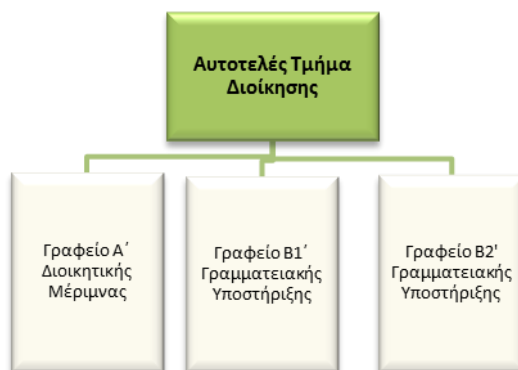 Αυτοτελές Τμήμα
Διοίκησης
Γραφείο Α΄
Διοικητικής
Μέριμνας
Γραφείο Β1΄
Γραμματειακής
Υποστήριξης
Γραφείο Β2'
Γραμματειακής
Υποστήριξης